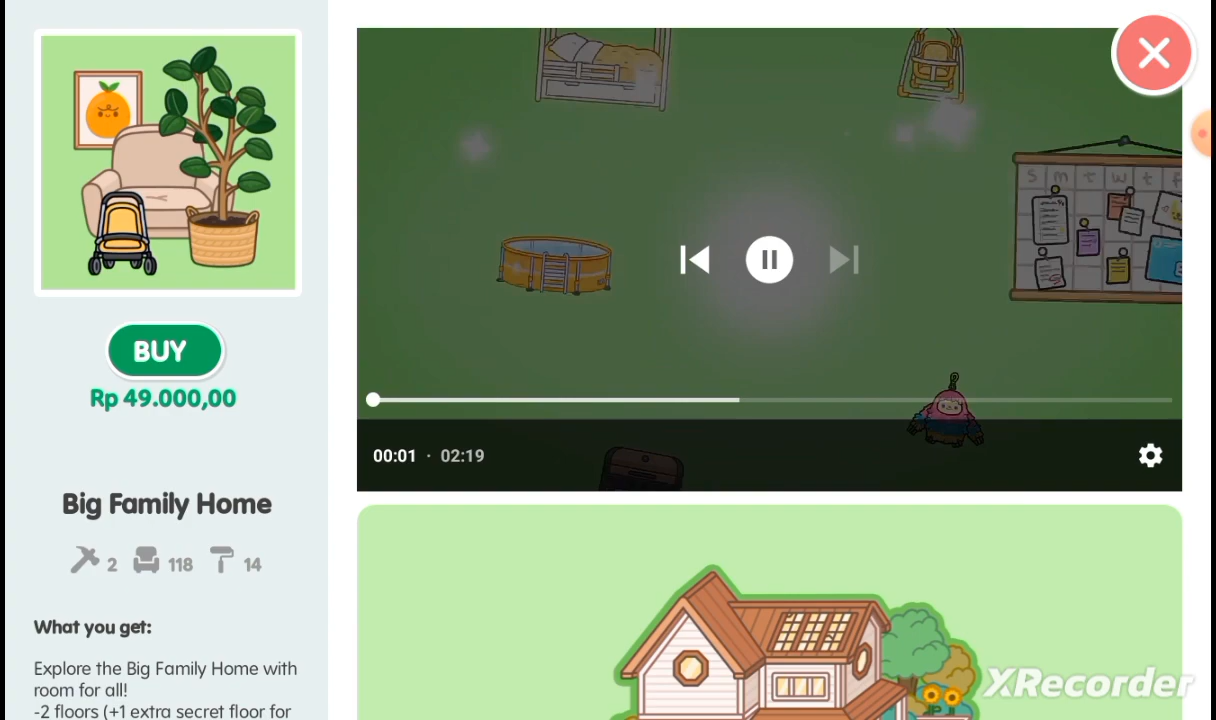 BUY
Rp 49.000,00
Big Family Home
2 118 14
What you get:
Explore the Big Family Home with
room for all!
-2 floors (+1 extra secret floor for
S M T W T F
00:01 · 02:19
XRecorder